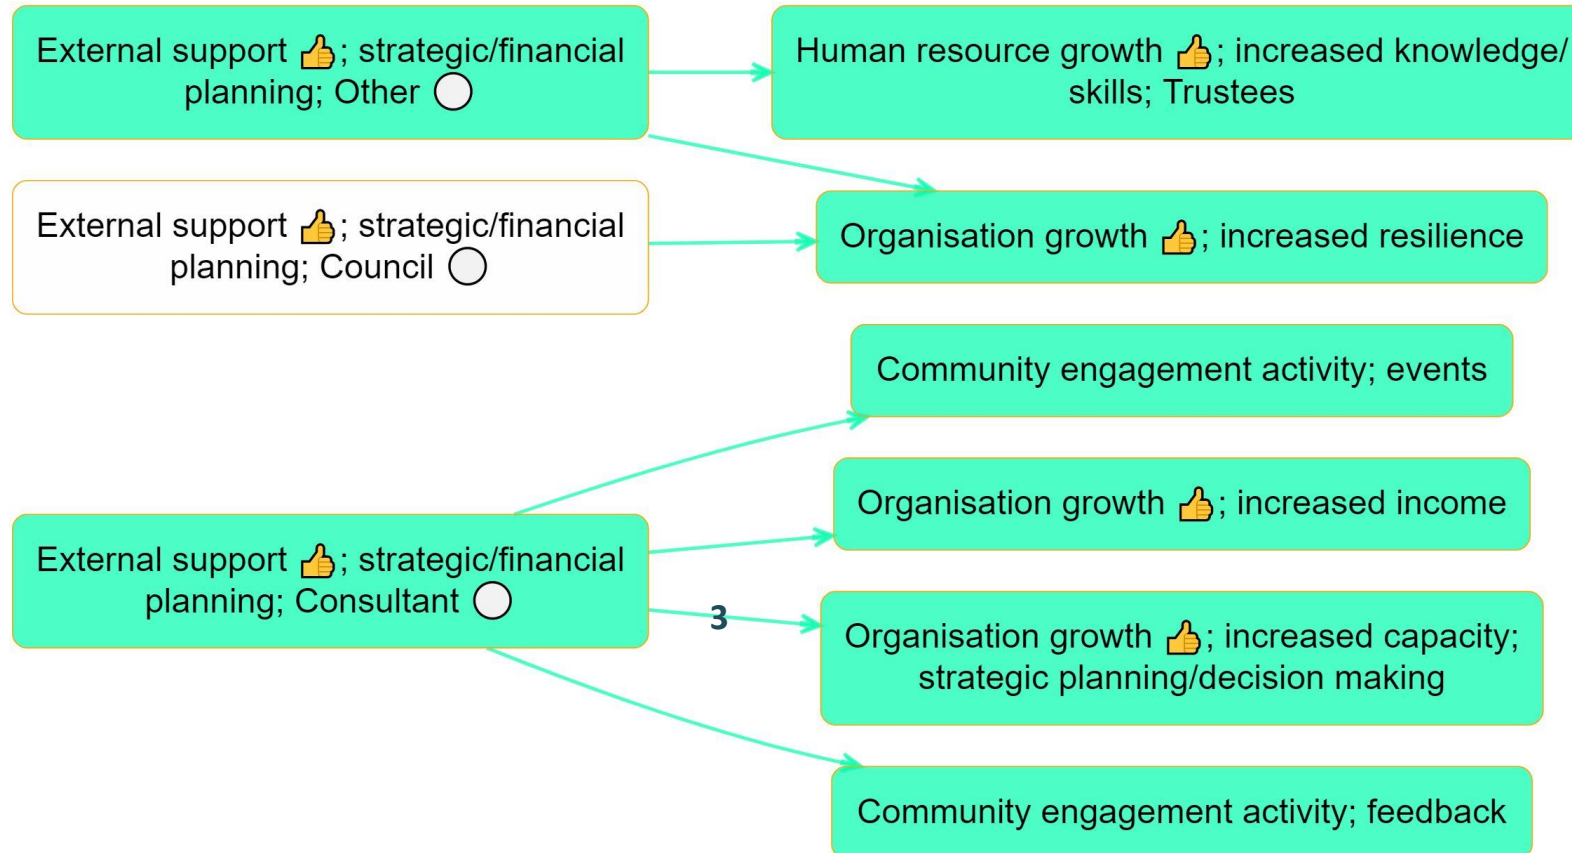 External support 👍; strategic/financial
planning; Other ⚪
Human resource growth 👍; increased knowledge/
skills; Trustees
External support 👍; strategic/financial
planning; Council ⚪
Organisation growth 👍; increased resilience
Community engagement activity; events
Organisation growth 👍; increased income
External support 👍; strategic/financial
planning; Consultant ⚪
3
Organisation growth 👍; increased capacity;
strategic planning/decision making
Community engagement activity; feedback